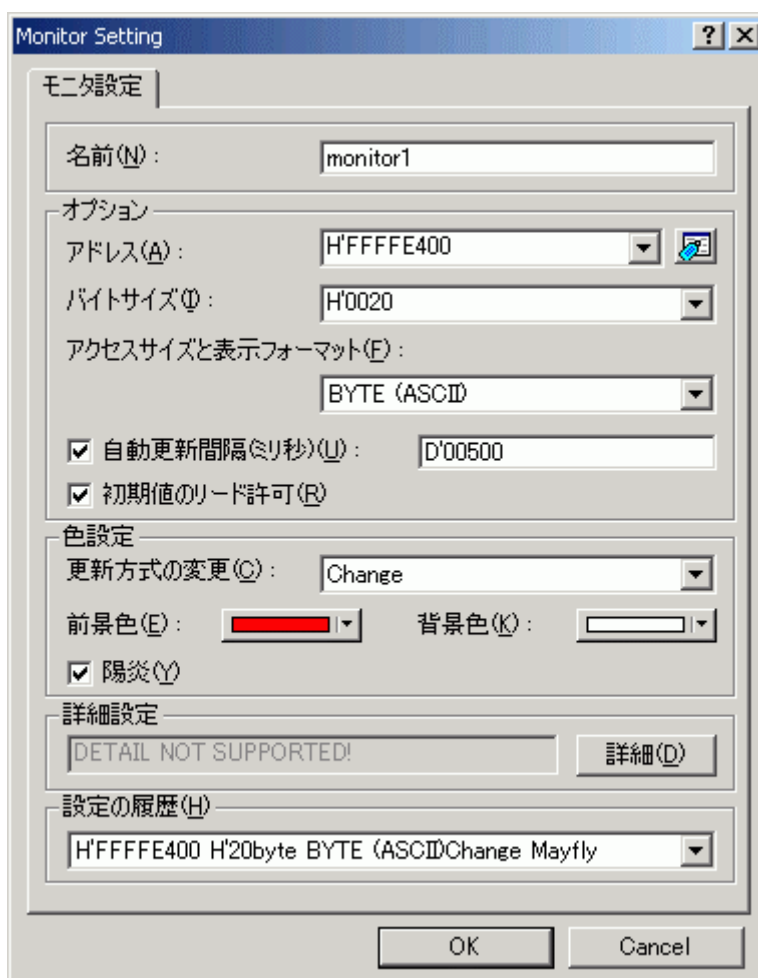 Monitor Setting
モニタ設定
名前(N) : monitor1
オプション
アドレス(A) : H'FFFFE400
バイトサイズ(I) : H'0020
アクセスサイズと表示フォーマット(F) :
BYTE (ASCII)
自動更新間隔(ミリ秒)(U) : D'00500
初期値のリード許可(R)
色設定
更新方式の変更(C) : Change
前景色(E) : 背景色(K) :
陽炎(Y)
詳細設定
DETAIL NOT SUPPORTED! 詳細(D)
設定の履歴(H)
H'FFFFE400 H'20byte BYTE (ASCII)Change Mayfly
OK Cancel